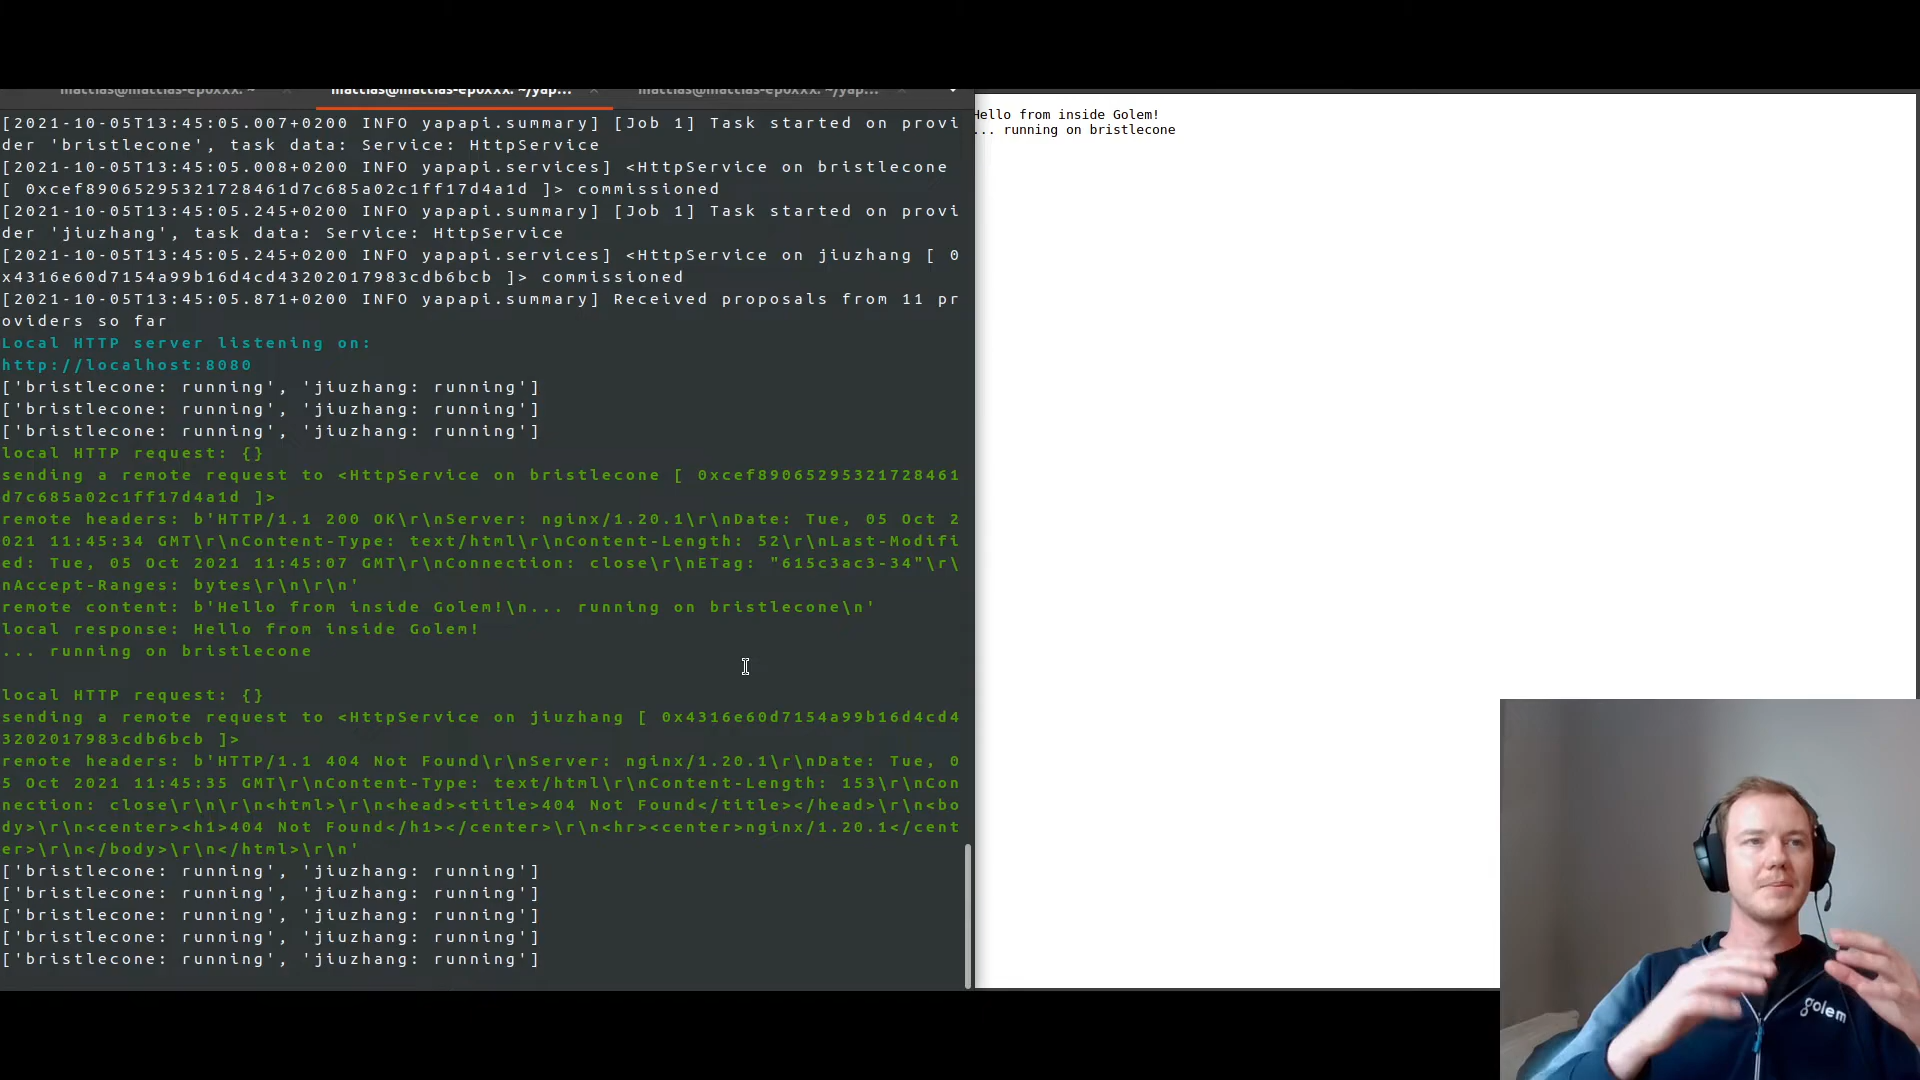 mattias@mattias-ep0xxx: ~
mattias@mattias-ep0xxx: ~/yap...
mattias@mattias-ep0xxx: ~/yap...
[2021-10-05T13:45:05.007+0200 INFO yapapi.summary] [Job 1] Task started on provi
der 'bristlecone', task data: Service: HttpService
[2021-10-05T13:45:05.008+0200 INFO yapapi.services] <HttpService on bristlecone
[ 0xcef89065295321728461d7c685a02c1ff17d4a1d ]> commissioned
[2021-10-05T13:45:05.245+0200 INFO yapapi.summary] [Job 1] Task started on provi
der 'jiuzhang', task data: Service: HttpService
[2021-10-05T13:45:05.245+0200 INFO yapapi.services] <HttpService on jiuzhang [ 0
x4316e60d7154a99b16d4cd43202017983cdb6bcb ]> commissioned
[2021-10-05T13:45:05.871+0200 INFO yapapi.summary] Received proposals from 11 pr
oviders so far
Local HTTP server listening on:
http://localhost:8080
['bristlecone: running', 'jiuzhang: running']
['bristlecone: running', 'jiuzhang: running']
['bristlecone: running', 'jiuzhang: running']
local HTTP request: {}
sending a remote request to <HttpService on bristlecone [ 0xcef89065295321728461
d7c685a02c1ff17d4a1d ]>
remote headers: b'HTTP/1.1 200 OK\r\nServer: nginx/1.20.1\r\nDate: Tue, 05 Oct 2
021 11:45:34 GMT\r\nContent-Type: text/html\r\nContent-Length: 52\r\nLast-Modifi
ed: Tue, 05 Oct 2021 11:45:07 GMT\r\nConnection: close\r\nETag: "615c3ac3-34"\r\
nAccept-Ranges: bytes\r\n\r\n'
remote content: b'Hello from inside Golem!\n... running on bristlecone\n'
local response: Hello from inside Golem!
... running on bristlecone
local HTTP request: {}
sending a remote request to <HttpService on jiuzhang [ 0x4316e60d7154a99b16d4cd4
3202017983cdb6bcb ]>
remote headers: b'HTTP/1.1 404 Not Found\r\nServer: nginx/1.20.1\r\nDate: Tue, 0
5 Oct 2021 11:45:35 GMT\r\nContent-Type: text/html\r\nContent-Length: 153\r\nCon
nection: close\r\n\r\n<html>\r\n<head><title>404 Not Found</title></head>\r\n<bo
dy>\r\n<center><h1>404 Not Found</h1></center>\r\n<hr><center>nginx/1.20.1</cent
er>\r\n</body>\r\n</html>\r\n'
['bristlecone: running', 'jiuzhang: running']
['bristlecone: running', 'jiuzhang: running']
['bristlecone: running', 'jiuzhang: running']
['bristlecone: running', 'jiuzhang: running']
['bristlecone: running', 'jiuzhang: running']
Hello from inside Golem!
... running on bristlecone
golem